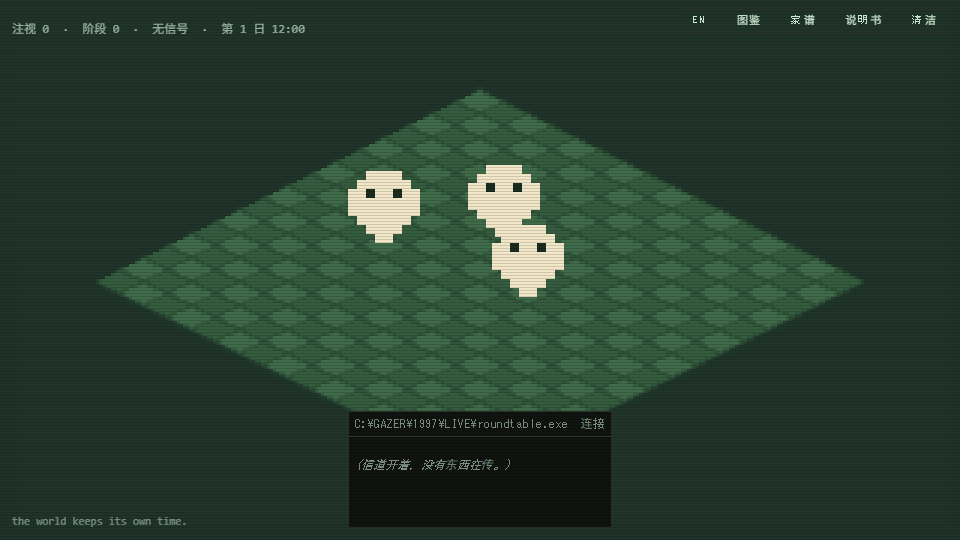 注视 0 · 阶段 0 · 无信号 · 第 1 日 12:00
EN 图鉴 家谱 说明书 清洁
C:¥GAZER¥1997¥LIVE¥roundtable.exe 连接
（信道开着，没有东西在传。）
the world keeps its own time.